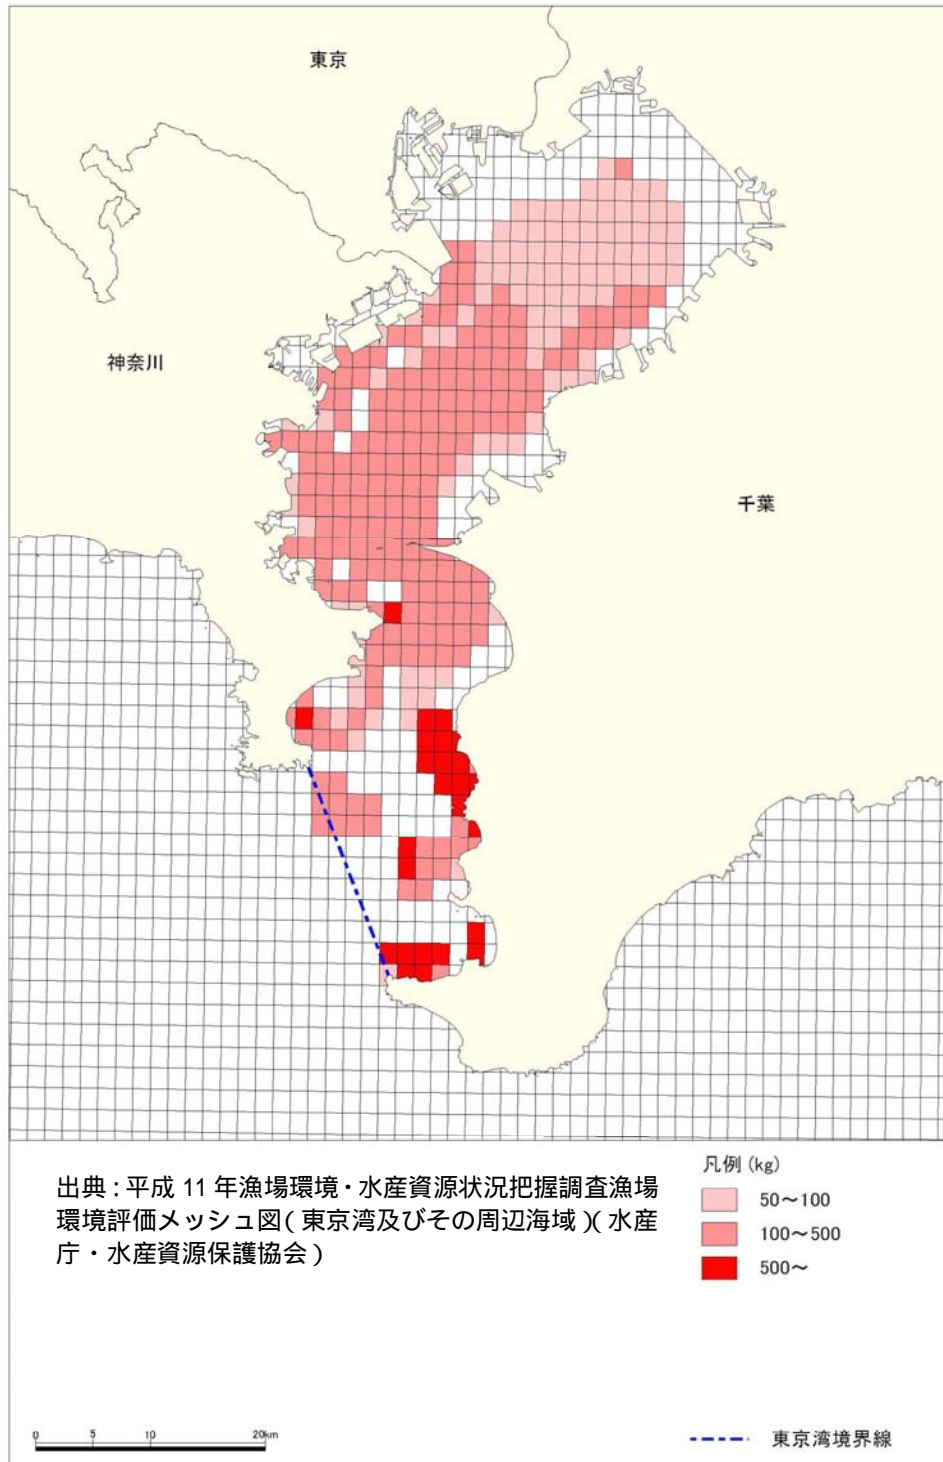 東京
神奈川
千葉
出典：平成 11 年漁場環境・水産資源状況把握調査漁場
環境評価メッシュ図（東京湾及びその周辺海域）（水産
庁・水産資源保護協会）
凡例 (kg)
50～100
100～500
500～
0 5 10 20km
東京湾境界線